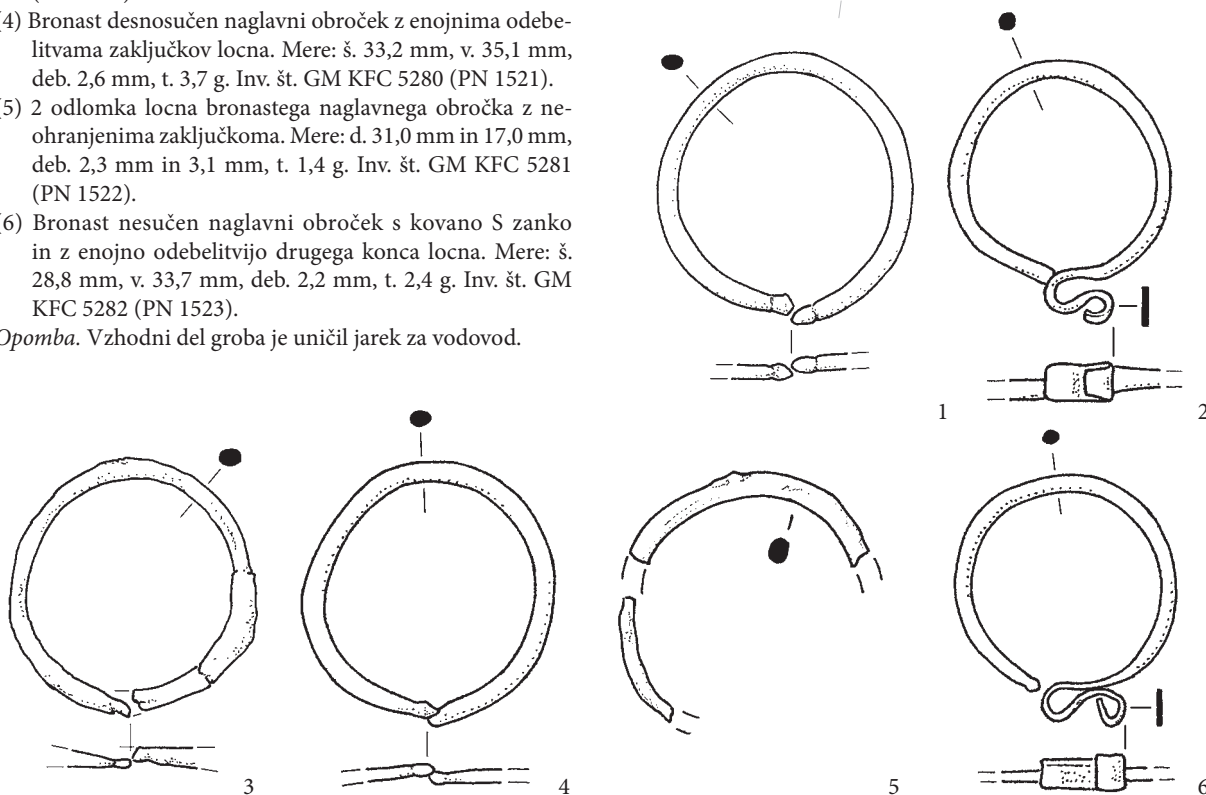 (4) Bronast desnosučen naglavni obroček z enojnima odebe-
litvama zaključkov locna. Mere: š. 33,2 mm, v. 35,1 mm,
deb. 2,6 mm, t. 3,7 g. Inv. št. GM KFC 5280 (PN 1521).
(5) 2 odlomka locna bronastega naglavnega obročka z ne-
ohranjenima zaključkoma. Mere: d. 31,0 mm in 17,0 mm,
deb. 2,3 mm in 3,1 mm, t. 1,4 g. Inv. št. GM KFC 5281
(PN 1522).
(6) Bronast nesučen naglavni obroček s kovano S zanko
in z enojno odebelitvijo drugega konca locna. Mere: š.
28,8 mm, v. 33,7 mm, deb. 2,2 mm, t. 2,4 g. Inv. št. GM
KFC 5282 (PN 1523).
Opomba. Vzhodni del groba je uničil jarek za vodovod.
1
2
3
4
5
6